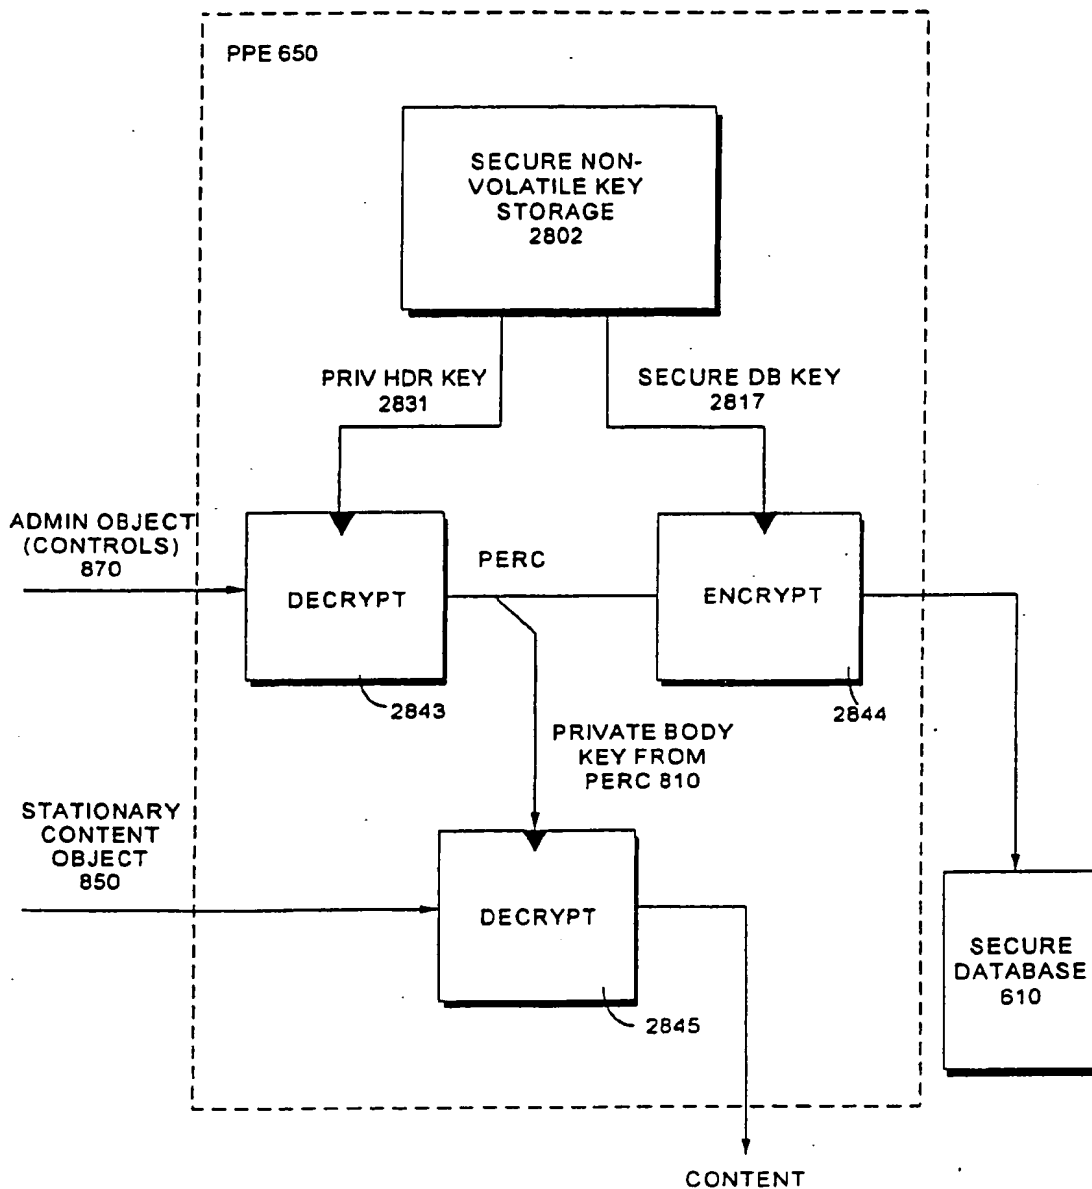 PPE 650
SECURE NON-
VOLATILE KEY
STORAGE
2802
PRIV HDR KEY
2831
SECURE DB KEY
2817
ADMIN OBJECT
(CONTROLS)
870
DECRYPT
PERC
ENCRYPT
2843
2844
PRIVATE BODY
KEY FROM
PERC 810
STATIONARY
CONTENT
OBJECT
850
DECRYPT
2845
SECURE
DATABASE
610
CONTENT